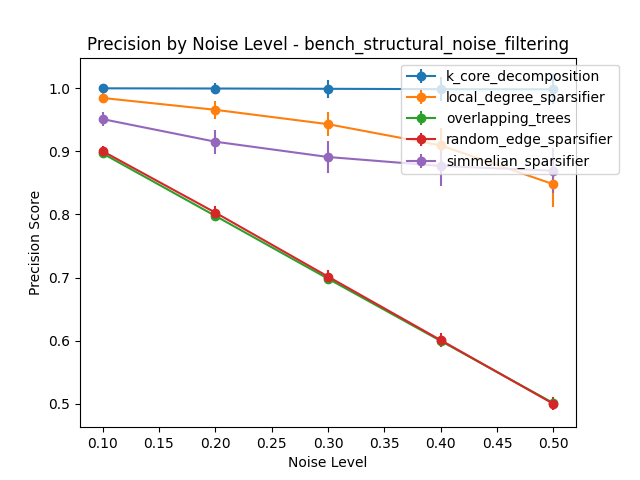 Precision by Noise Level - bench_structural_noise_filtering
k_core_decomposition
local_degree_sparsifier
overlapping_trees
random_edge_sparsifier
simmelian_sparsifier
Precision Score
1.0
0.9
0.8
0.7
0.6
0.5
0.10 0.15 0.20 0.25 0.30 0.35 0.40 0.45 0.50
Noise Level